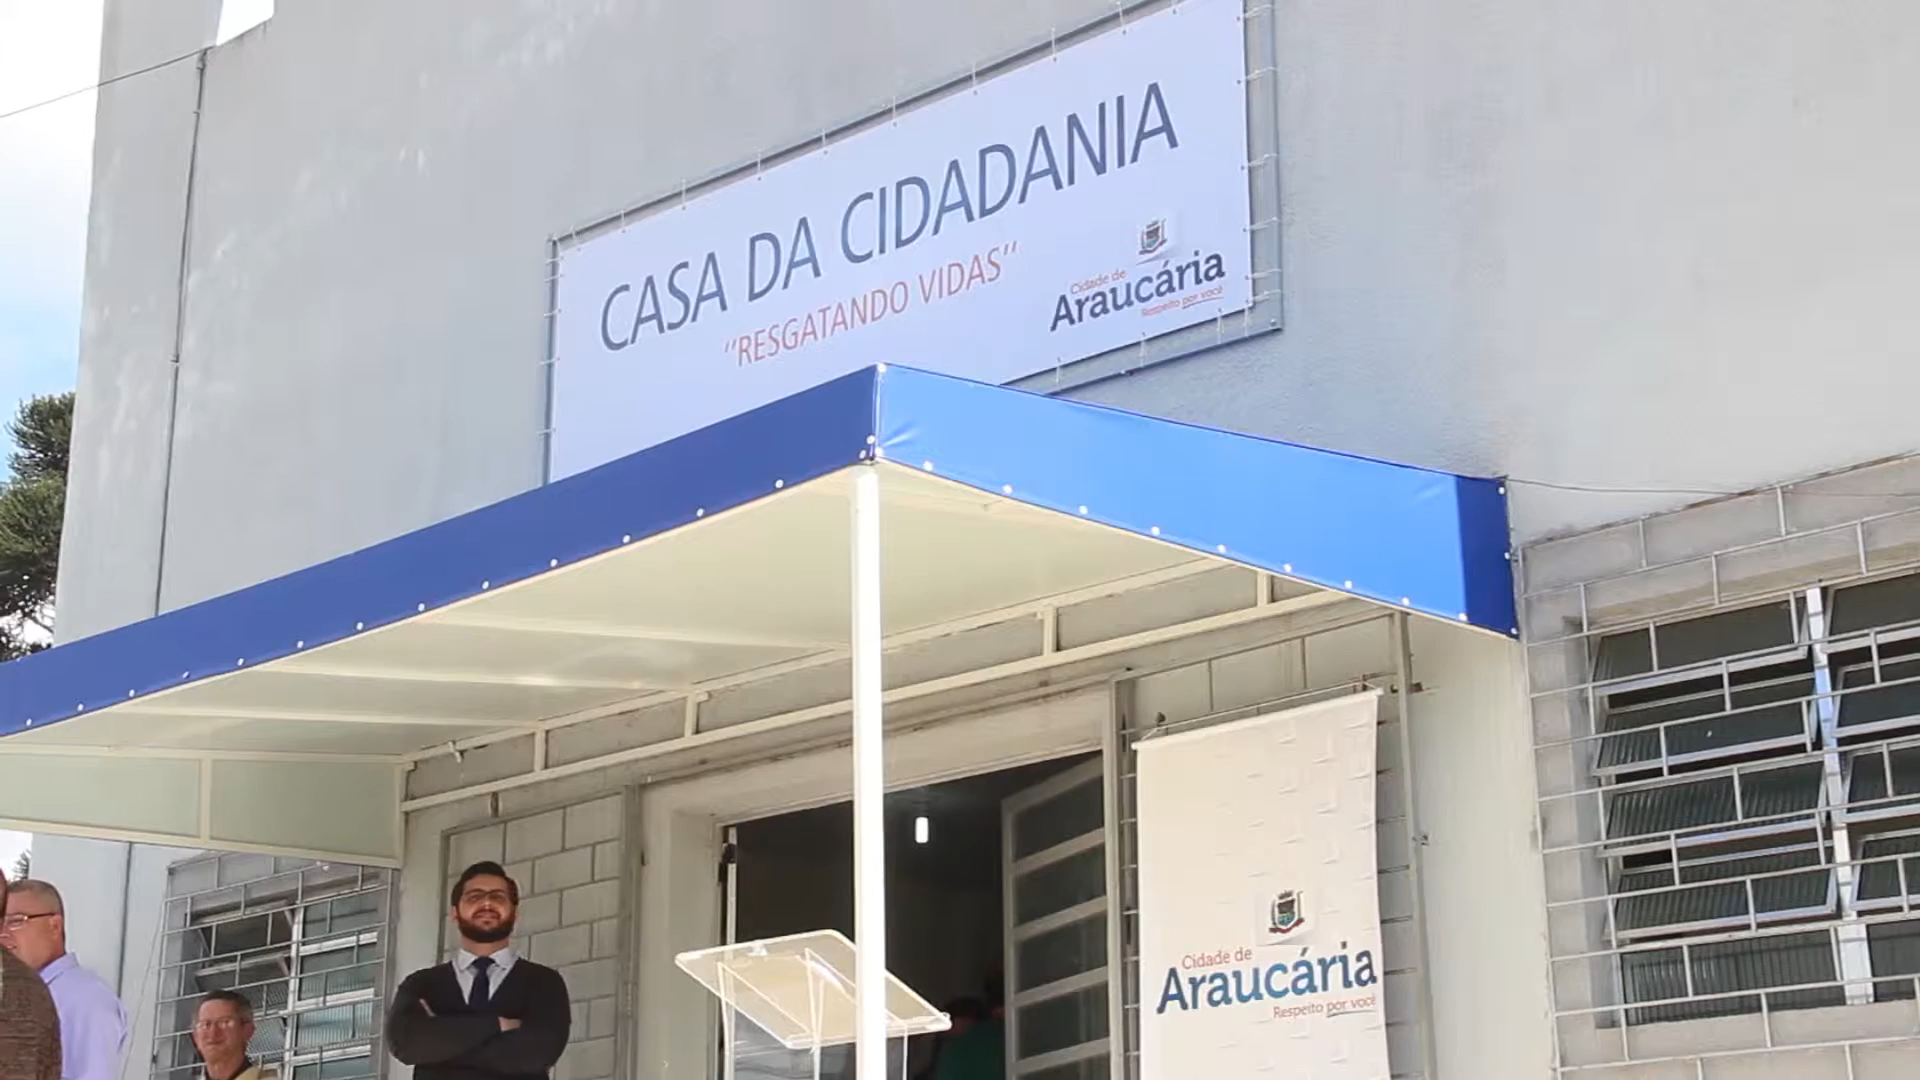 CASA DA CIDADANIA
"RESGATANDO VIDAS"
Cidade de
Araucária
Respeito por você
Cidade de
Araucária
Respeito por você